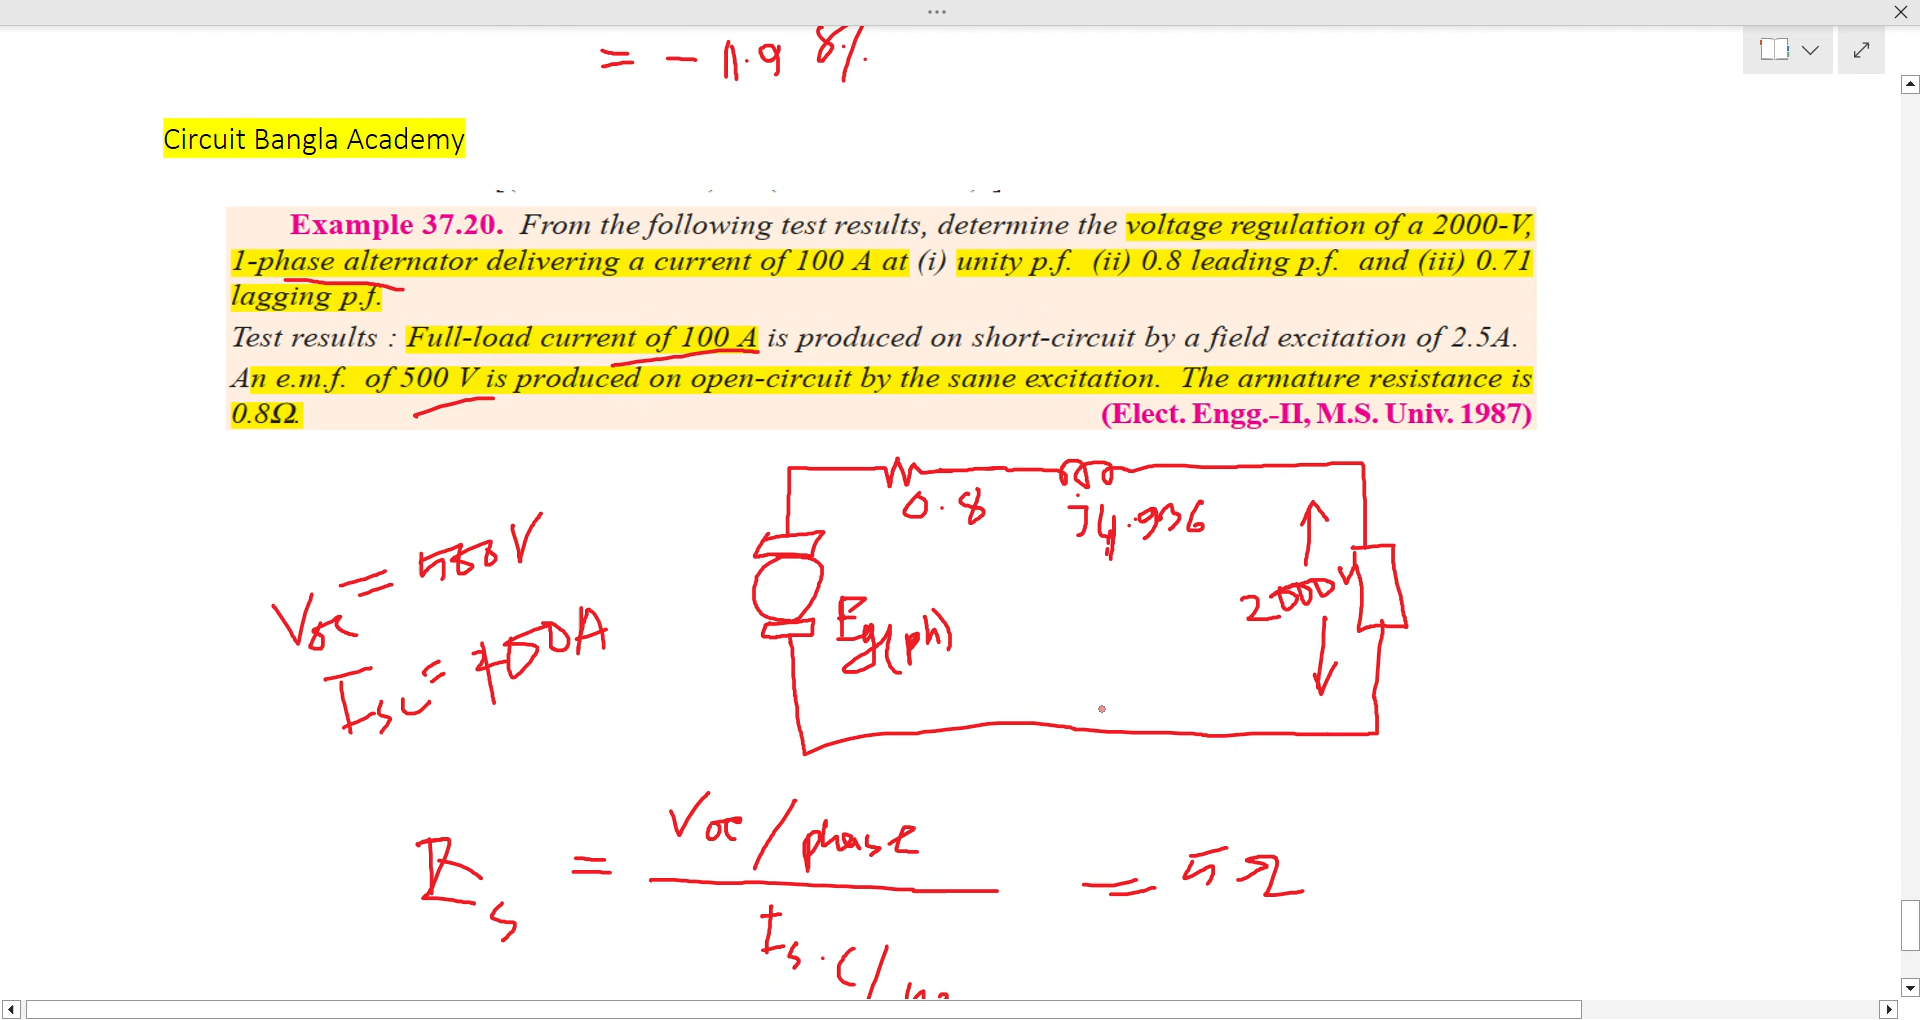 = - 11.98%
Circuit Bangla Academy
Example 37.20. From the following test results, determine the voltage regulation of a 2000-V,
1-phase alternator delivering a current of 100 A at (i) unity p.f. (ii) 0.8 leading p.f. and (iii) 0.71
lagging p.f.
Test results : Full-load current of 100 A is produced on short-circuit by a field excitation of 2.5A.
An e.m.f. of 500 V is produced on open-circuit by the same excitation. The armature resistance is
0.8Ω. (Elect. Engg.-II, M.S. Univ. 1987)
0.8
j4.936
Voc = 500V
Isc = 100A
Eg(ph)
2000V
Zs = Voc/phase = 5Ω
Is.c/